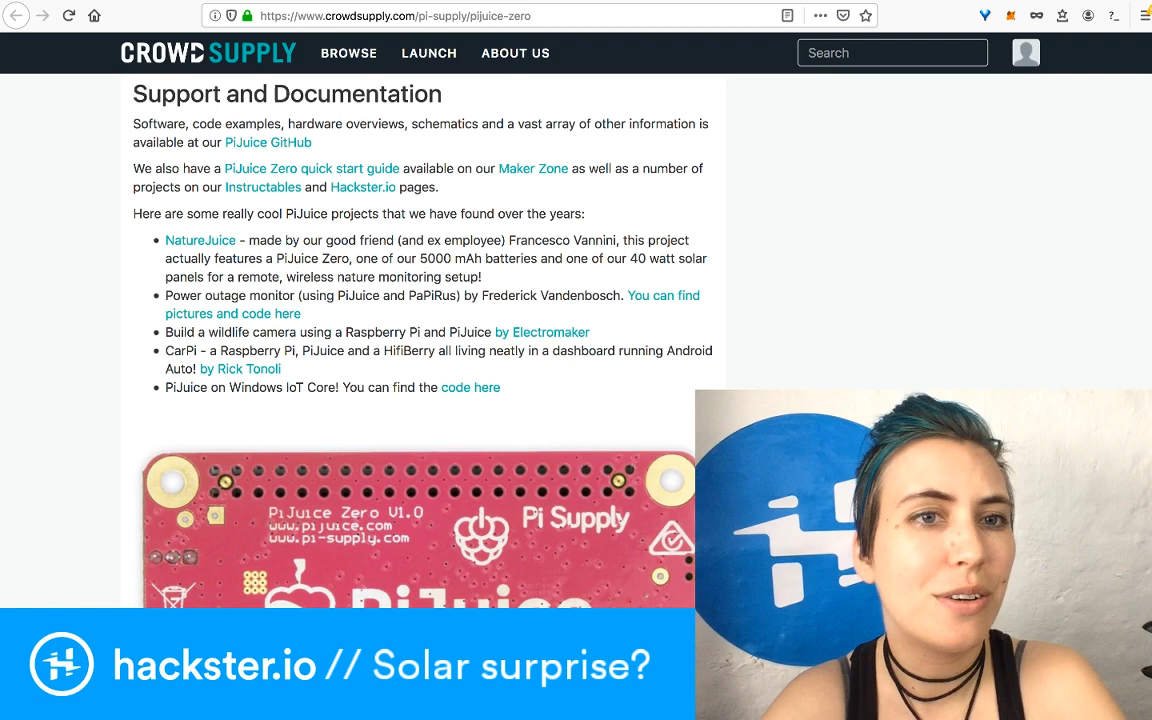 https://www.crowdsupply.com/pi-supply/pijuice-zero
CROWD SUPPLY BROWSE LAUNCH ABOUT US Search
Support and Documentation
Software, code examples, hardware overviews, schematics and a vast array of other information is
available at our PiJuice GitHub
We also have a PiJuice Zero quick start guide available on our Maker Zone as well as a number of
projects on our Instructables and Hackster.io pages.
Here are some really cool PiJuice projects that we have found over the years:
• NatureJuice - made by our good friend (and ex employee) Francesco Vannini, this project
actually features a PiJuice Zero, one of our 5000 mAh batteries and one of our 40 watt solar
panels for a remote, wireless nature monitoring setup!
• Power outage monitor (using PiJuice and PaPiRus) by Frederick Vandenbosch. You can find
pictures and code here
• Build a wildlife camera using a Raspberry Pi and PiJuice by Electromaker
• CarPi - a Raspberry Pi, PiJuice and a HifiBerry all living neatly in a dashboard running Android
Auto! by Rick Tonoli
• PiJuice on Windows IoT Core! You can find the code here
PiJuice Zero V1.0
www.pijuice.com
www.pi-supply.com
Pi Supply
PiJuice
hackster.io // Solar surprise?